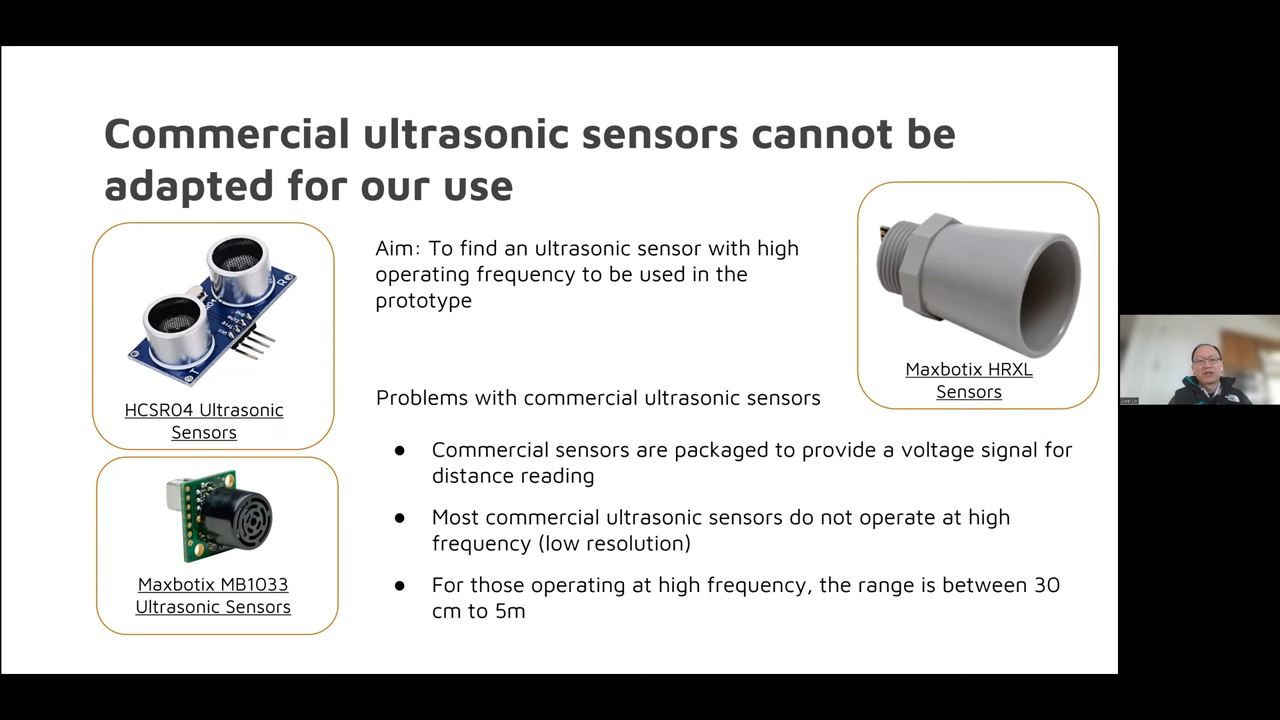 Commercial ultrasonic sensors cannot be
adapted for our use
HCSR04 Ultrasonic
Sensors
Maxbotix MB1033
Ultrasonic Sensors
Aim: To find an ultrasonic sensor with high
operating frequency to be used in the
prototype
Maxbotix HRXL
Sensors
Problems with commercial ultrasonic sensors
● Commercial sensors are packaged to provide a voltage signal for
distance reading
● Most commercial ultrasonic sensors do not operate at high
frequency (low resolution)
● For those operating at high frequency, the range is between 30
cm to 5m